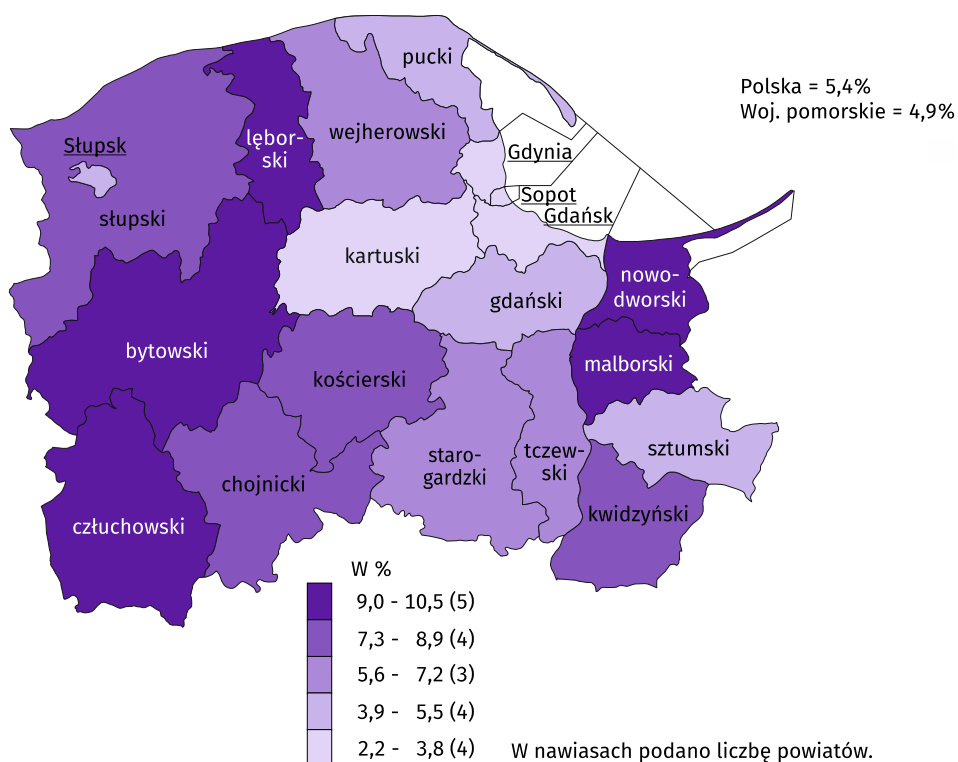 pucki
Polska = 5,4%
Woj. pomorskie = 4,9%
lębor-
ski
wejherowski
Słupsk
Gdynia
Sopot
Gdańsk
słupski
kartuski
gdański
nowo-
dworski
bytowski
malborski
kościerski
sztumski
staro-
gardzki
tczew-
ski
chojnicki
kwidzyński
człuchowski
W %
9,0 - 10,5 (5)
7,3 - 8,9 (4)
5,6 - 7,2 (3)
3,9 - 5,5 (4)
2,2 - 3,8 (4)
W nawiasach podano liczbę powiatów.